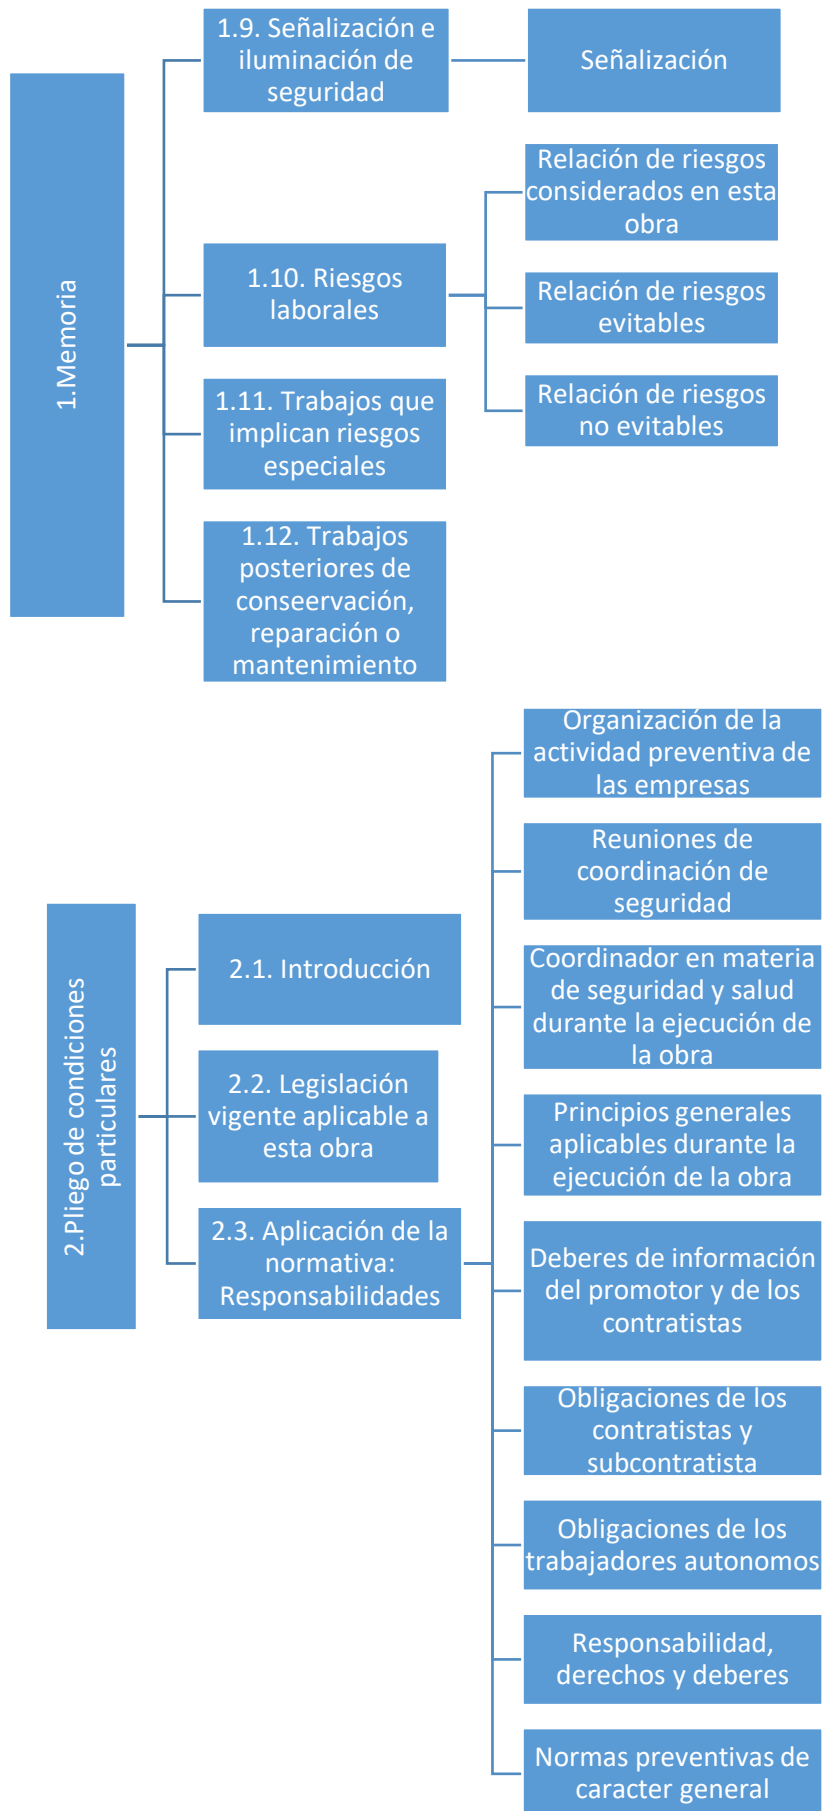 1.Memoria
1.9. Señalización e
iluminación de
seguridad
Señalización
1.10. Riesgos
laborales
Relación de riesgos
considerados en esta
obra
Relación de riesgos
evitables
Relación de riesgos
no evitables
1.11. Trabajos que
implican riesgos
especiales
1.12. Trabajos
posteriores de
conseervación,
reparación o
mantenimiento
2.Pliego de condiciones
particulares
2.1. Introducción
2.2. Legislación
vigente aplicable a
esta obra
2.3. Aplicación de la
normativa:
Responsabilidades
Organización de la
actividad preventiva de
las empresas
Reuniones de
coordinación de
seguridad
Coordinador en materia
de seguridad y salud
durante la ejecución de
la obra
Principios generales
aplicables durante la
ejecución de la obra
Deberes de información
del promotor y de los
contratistas
Obligaciones de los
contratistas y
subcontratista
Obligaciones de los
trabajadores autonomos
Responsabilidad,
derechos y deberes
Normas preventivas de
caracter general